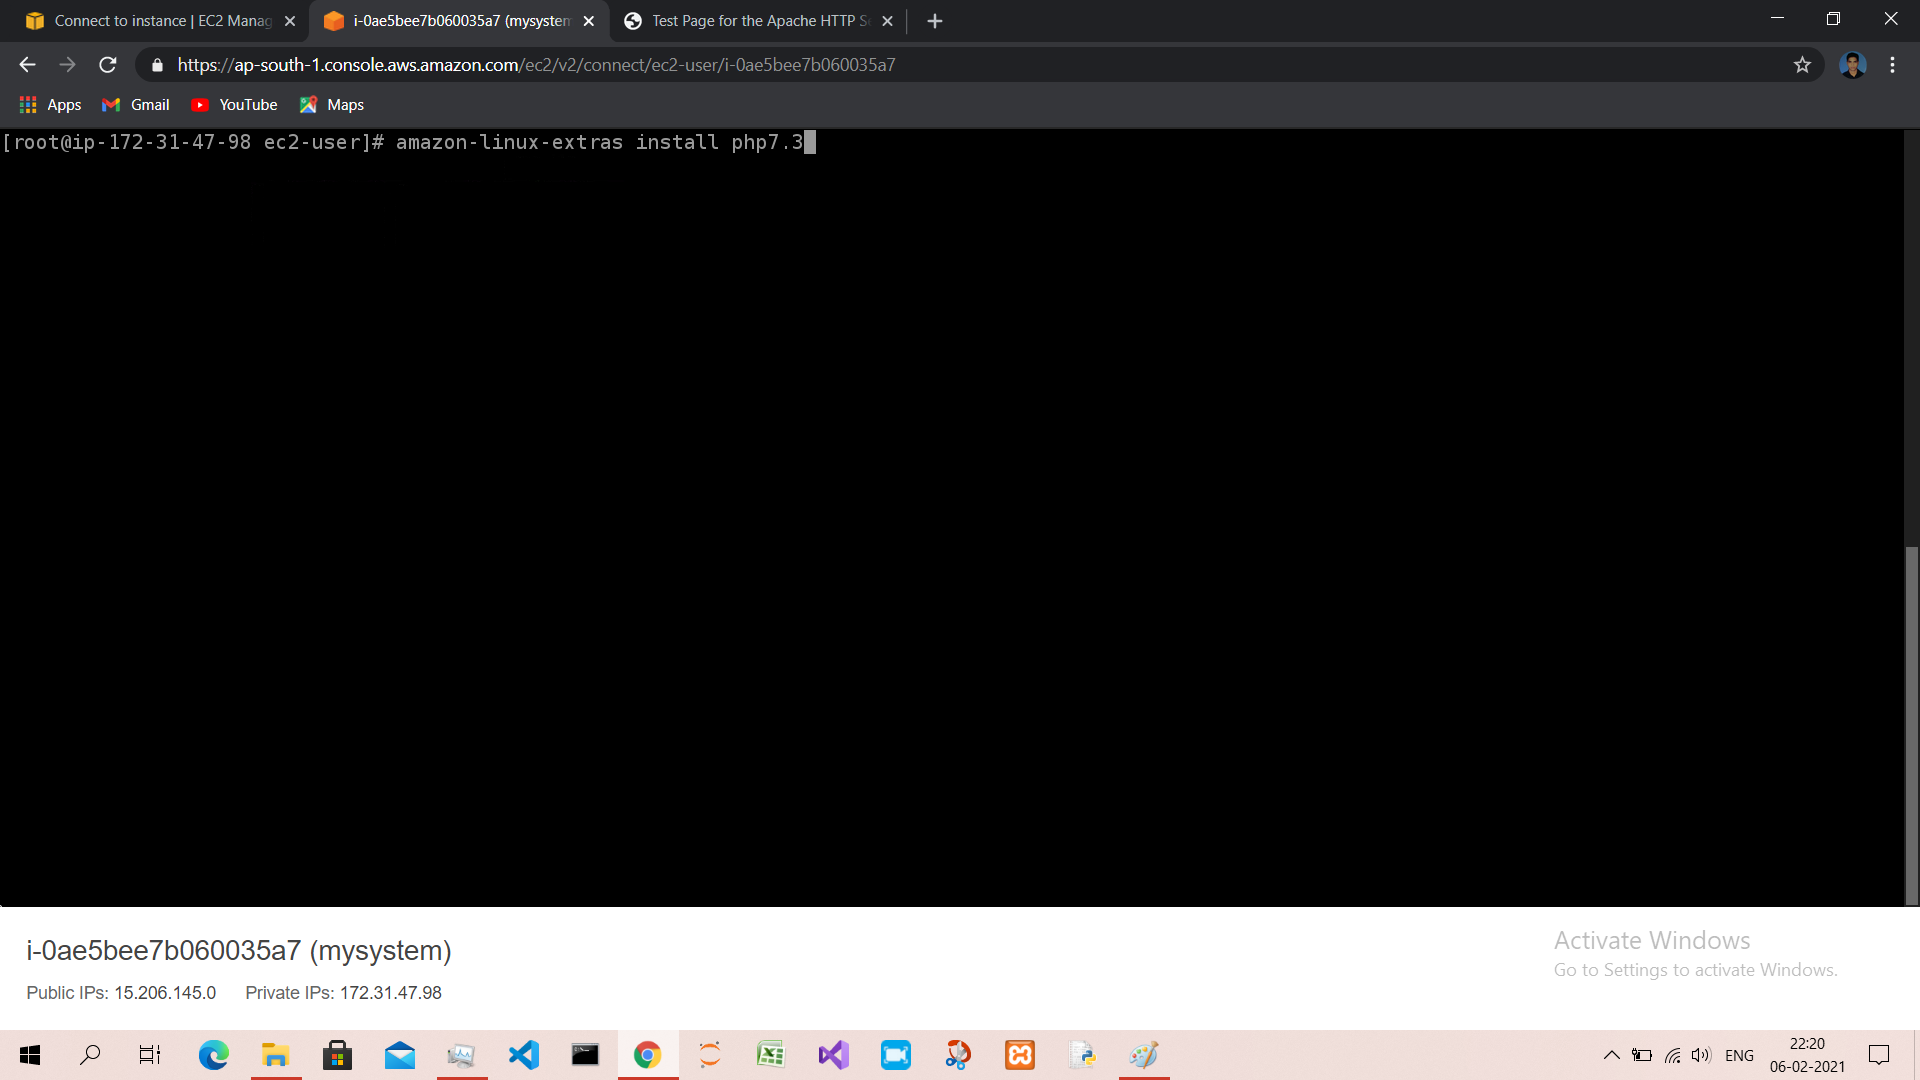 Connect to instance | EC2 Manag
i-0ae5bee7b060035a7 (mysystem
Test Page for the Apache HTTP Se
https://ap-south-1.console.aws.amazon.com/ec2/v2/connect/ec2-user/i-0ae5bee7b060035a7
Apps Gmail YouTube Maps
[root@ip-172-31-47-98 ec2-user]# amazon-linux-extras install php7.3
i-0ae5bee7b060035a7 (mysystem)
Public IPs: 15.206.145.0 Private IPs: 172.31.47.98
Activate Windows
Go to Settings to activate Windows.
ENG
22:20
06-02-2021